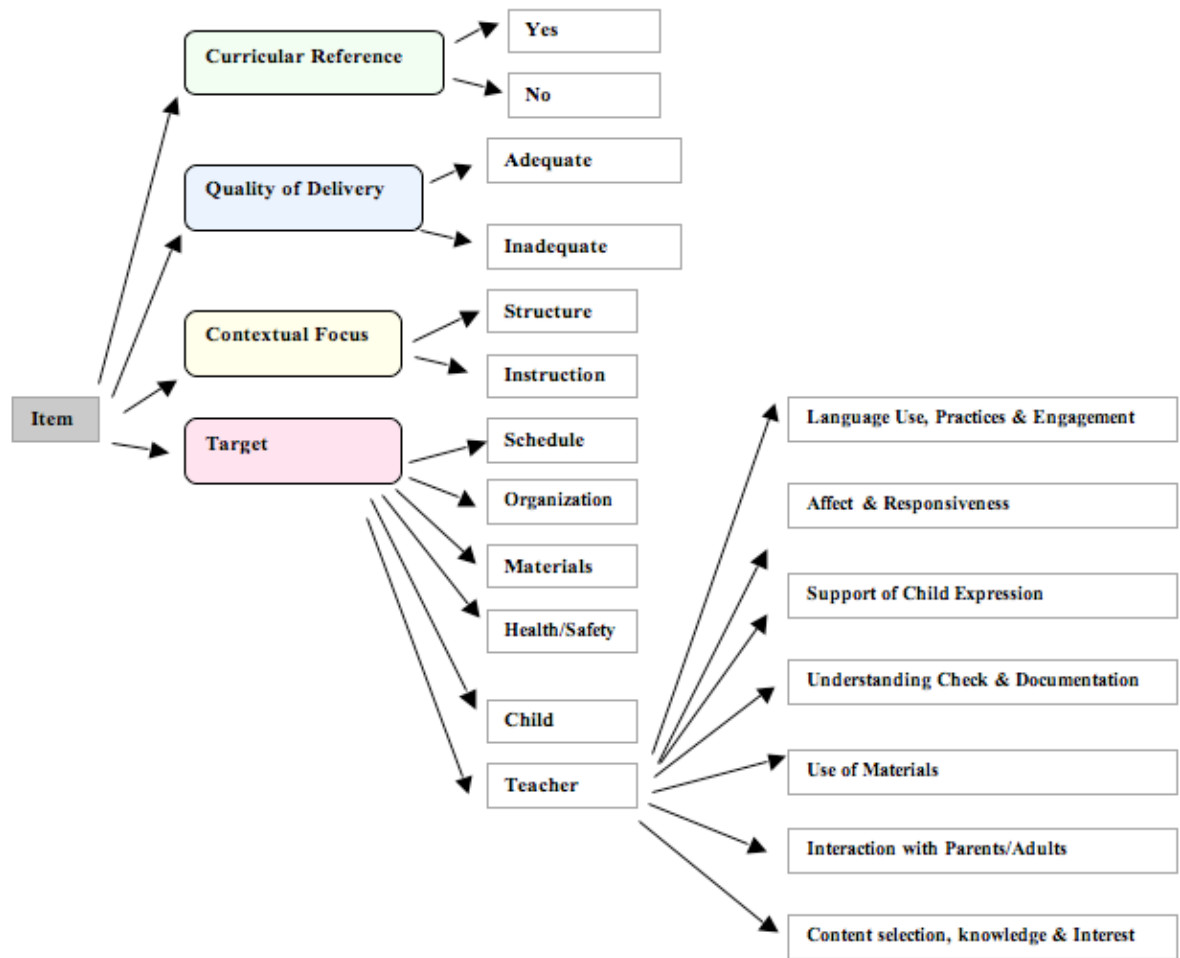 Item
Curricular Reference
Yes
No
Quality of Delivery
Adequate
Inadequate
Contextual Focus
Structure
Instruction
Target
Schedule
Organization
Materials
Health/Safety
Child
Teacher
Language Use, Practices & Engagement
Affect & Responsiveness
Support of Child Expression
Understanding Check & Documentation
Use of Materials
Interaction with Parents/Adults
Content selection, knowledge & Interest